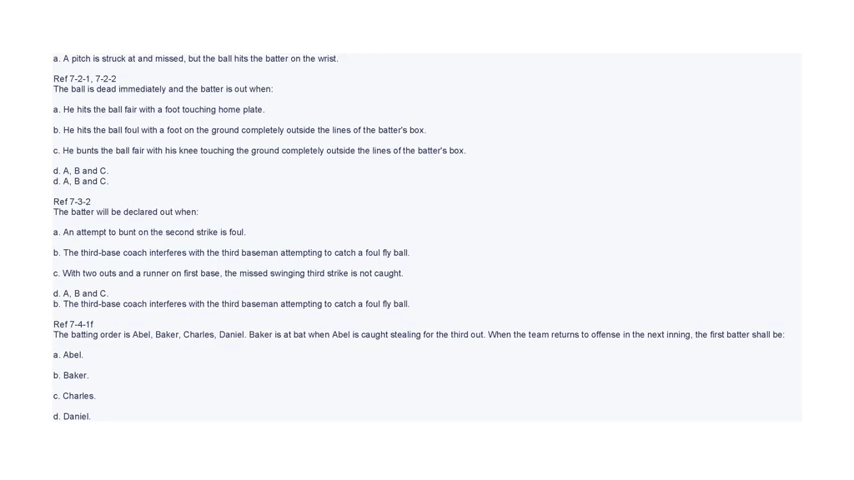 a. A pitch is struck at and missed, but the ball hits the batter on the wrist.
Ref 7-2-1, 7-2-2
The ball is dead immediately and the batter is out when:
a. He hits the ball fair with a foot touching home plate.
b. He hits the ball foul with a foot on the ground completely outside the lines of the batter's box.
c. He bunts the ball fair with his knee touching the ground completely outside the lines of the batter's box.
d. A, B and C.
d. A, B and C.
Ref 7-3-2
The batter will be declared out when:
a. An attempt to bunt on the second strike is foul.
b. The third-base coach interferes with the third baseman attempting to catch a foul fly ball.
c. With two outs and a runner on first base, the missed swinging third strike is not caught.
d. A, B and C.
b. The third-base coach interferes with the third baseman attempting to catch a foul fly ball.
Ref 7-4-1f
The batting order is Abel, Baker, Charles, Daniel. Baker is at bat when Abel is caught stealing for the third out. When the team returns to offense in the next inning, the first batter shall be:
a. Abel.
b. Baker.
c. Charles.
d. Daniel.